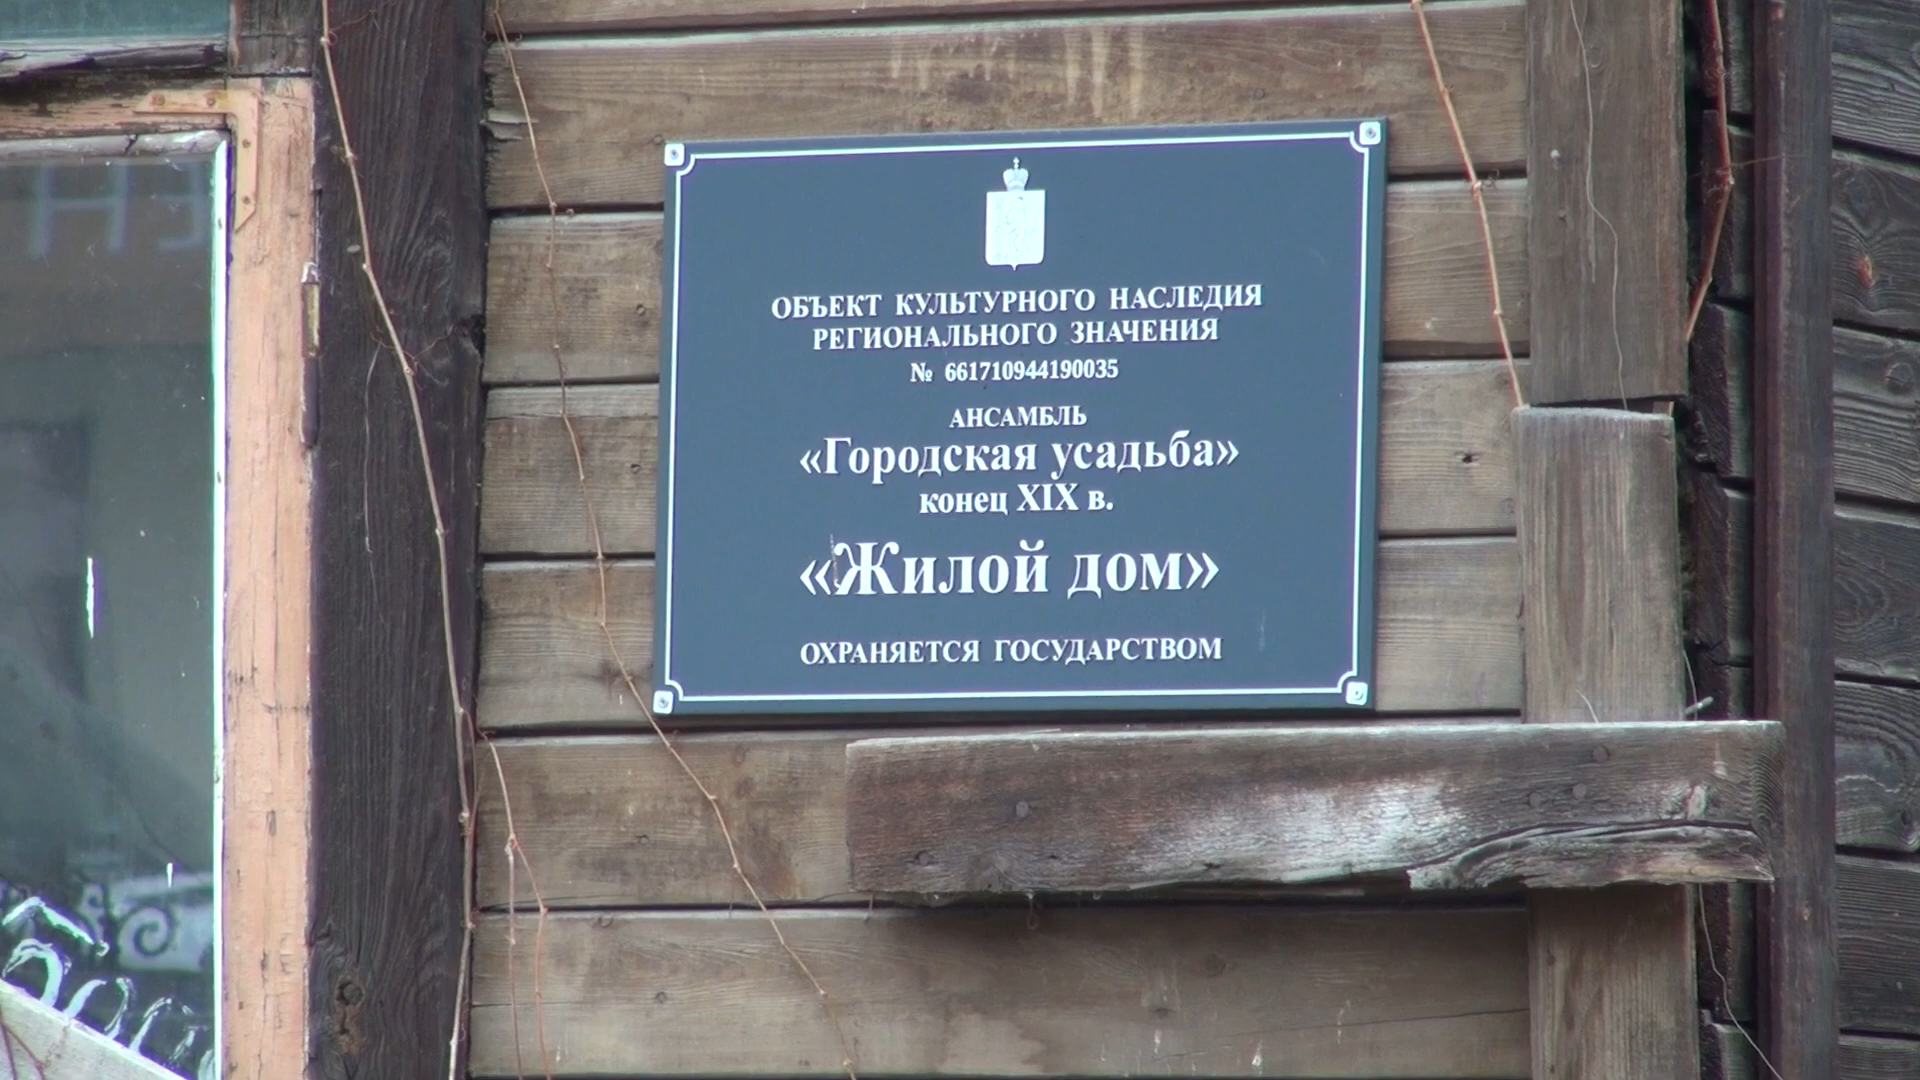 ОБЪЕКТ КУЛЬТУРНОГО НАСЛЕДИЯ
РЕГИОНАЛЬНОГО ЗНАЧЕНИЯ
№ 661710944190035
АНСАМБЛЬ
«Городская усадьба»
конец XIX в.
«Жилой дом»
ОХРАНЯЕТСЯ ГОСУДАРСТВОМ